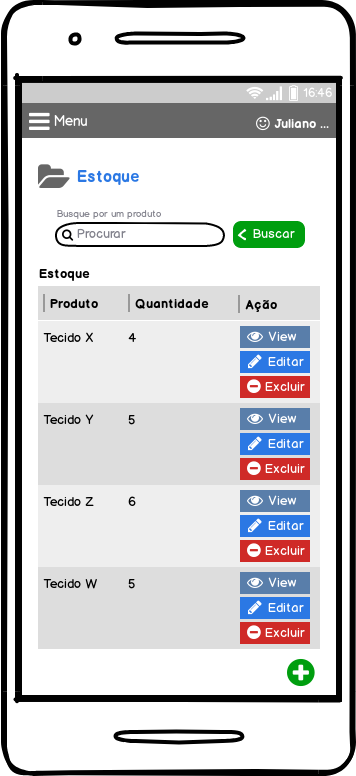 16:46
Menu
Juliano ...
Estoque
Busque por um produto
Procurar
Buscar
Estoque
Produto Quantidade Ação
Tecido X 4 View
Editar
Excluir
Tecido Y 5 View
Editar
Excluir
Tecido Z 6 View
Editar
Excluir
Tecido W 5 View
Editar
Excluir